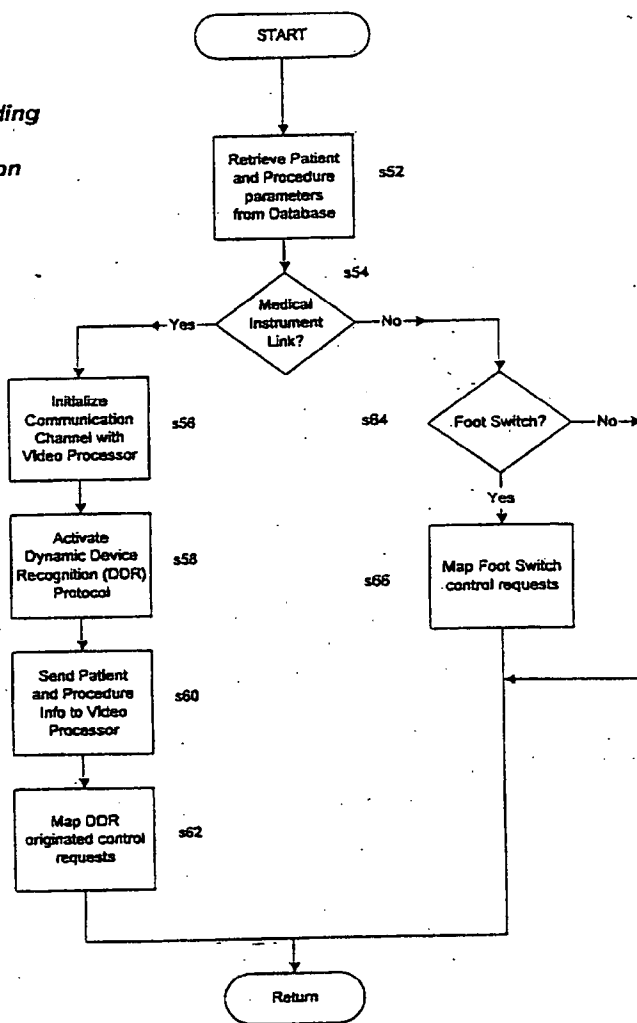 START
ding
on
Retrieve Patient
and Procedure
parameters
from Database
s52
s54
Medical
Instrument
Link?
Yes
No
Initialize
Communication
Channel with
Video Processor
s56
s64
Foot Switch?
No
Yes
Activate
Dynamic Device
Recognition (DDR)
Protocol
s58
Map Foot Switch
control requests
s66
Send Patient
and Procedure
Info to Video
Processor
s60
Map DDR
originated control
requests
s62
Return